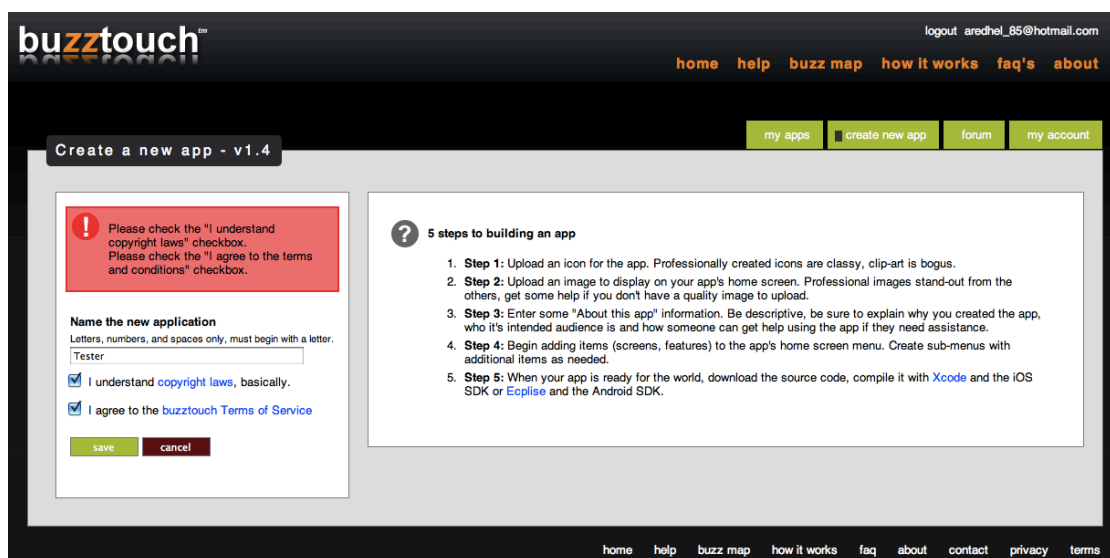 buzztouch tm
logout aredhel_85@hotmail.com
home help buzz map how it works faq's about
my apps create new app forum my account
Create a new app - v1.4
Please check the "I understand
copyright laws" checkbox.
Please check the "I agree to the terms
and conditions" checkbox.
Name the new application
Letters, numbers, and spaces only, must begin with a letter.
Tester
I understand copyright laws, basically.
I agree to the buzztouch Terms of Service
save cancel
5 steps to building an app
1. Step 1: Upload an icon for the app. Professionally created icons are classy, clip-art is bogus.
2. Step 2: Upload an image to display on your app's home screen. Professional images stand-out from the
others, get some help if you don't have a quality image to upload.
3. Step 3: Enter some "About this app" information. Be descriptive, be sure to explain why you created the app,
who it's intended audience is and how someone can get help using the app if they need assistance.
4. Step 4: Begin adding items (screens, features) to the app's home screen menu. Create sub-menus with
additional items as needed.
5. Step 5: When your app is ready for the world, download the source code, compile it with Xcode and the iOS
SDK or Ecplise and the Android SDK.
home help buzz map how it works faq about contact privacy terms